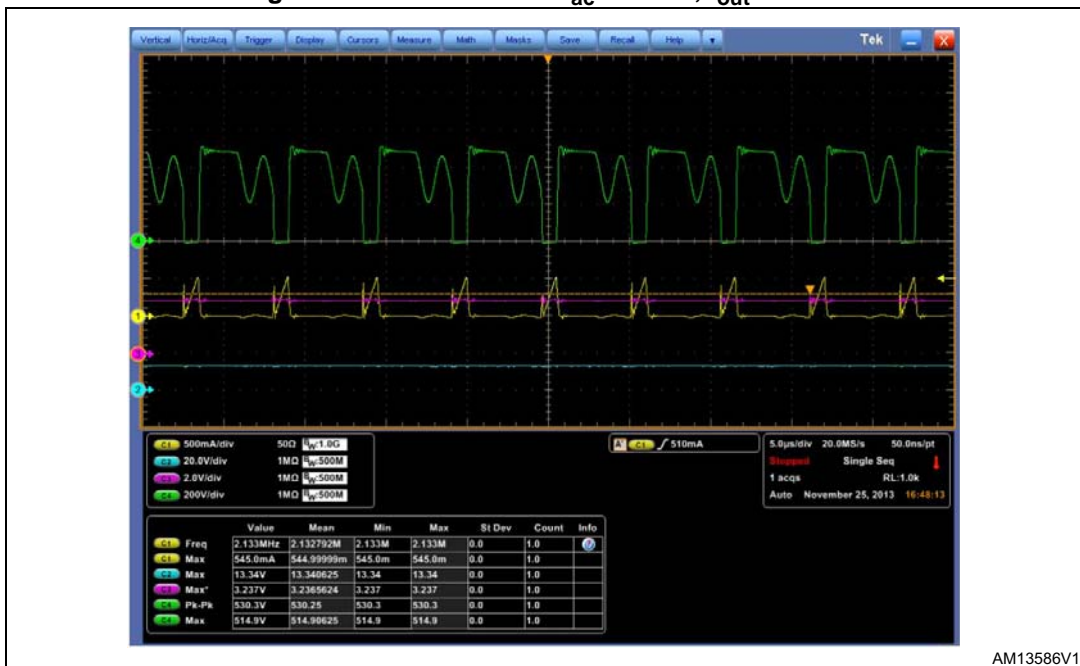 Vertical Horiz/Acq Trigger Display Cursors Measure Math Masks Save Recall Help Tek X
4
1
3
2
C1 500mA/div 50Ω BW:1.0G
C2 20.0V/div 1MΩ BW:500M
C3 2.0V/div 1MΩ BW:500M
C4 200V/div 1MΩ BW:500M
A' C1 510mA
5.0µs/div 20.0MS/s 50.0ns/pt
Stopped Single Seq
1 acqs RL:1.0k
Auto November 25, 2013 16:48:13
Value Mean Min Max St Dev Count Info
C1 Freq 2.133MHz 2.132792M 2.133M 2.133M 0.0 1.0
C1 Max 545.0mA 544.99999m 545.0m 545.0m 0.0 1.0
C2 Max 13.34V 13.340625 13.34 13.34 0.0 1.0
C3 Max* 3.237V 3.2365624 3.237 3.237 0.0 1.0
C4 Pk-Pk 530.3V 530.25 530.3 530.3 0.0 1.0
C4 Max 514.9V 514.90625 514.9 514.9 0.0 1.0
AM13586V1